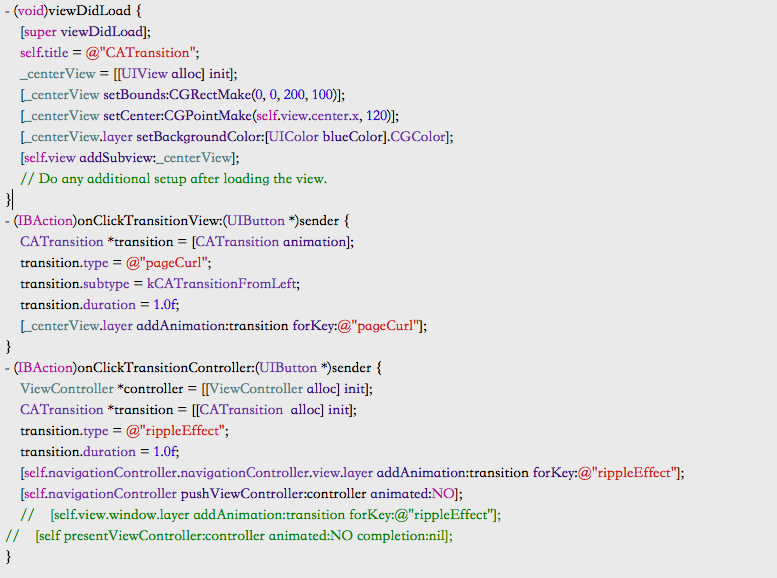 - (void)viewDidLoad {
[super viewDidLoad];
self.title = @"CATransition";
_centerView = [[UIView alloc] init];
[_centerView setBounds:CGRectMake(0, 0, 200, 100)];
[_centerView setCenter:CGPointMake(self.view.center.x, 120)];
[_centerView.layer setBackgroundColor:[UIColor blueColor].CGColor];
[self.view addSubview:_centerView];
// Do any additional setup after loading the view.
}
- (IBAction)onClickTransitionView:(UIButton *)sender {
CATransition *transition = [CATransition animation];
transition.type = @"pageCurl";
transition.subtype = kCATransitionFromLeft;
transition.duration = 1.0f;
[_centerView.layer addAnimation:transition forKey:@"pageCurl"];
}
- (IBAction)onClickTransitionController:(UIButton *)sender {
ViewController *controller = [[ViewController alloc] init];
CATransition *transition = [[CATransition  alloc] init];
transition.type = @"rippleEffect";
transition.duration = 1.0f;
[self.navigationController.navigationController.view.layer addAnimation:transition forKey:@"rippleEffect"];
[self.navigationController pushViewController:controller animated:NO];
//    [self.view.window.layer addAnimation:transition forKey:@"rippleEffect"];
//    [self presentViewController:controller animated:NO completion:nil];
}